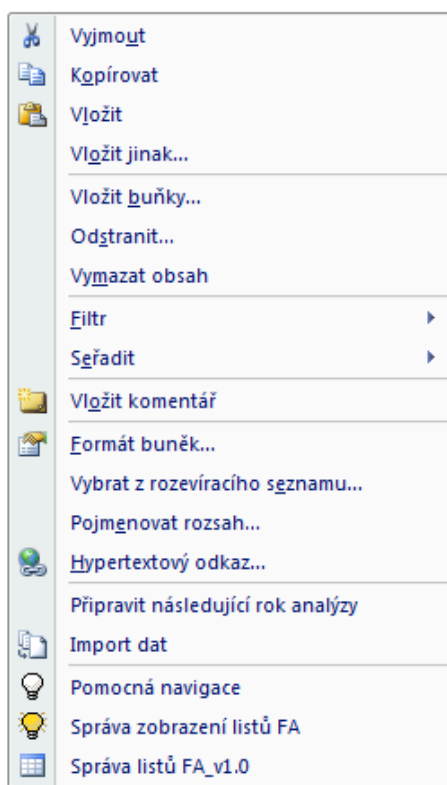 Vyjmout
Kopírovat
Vložit
Vložit jinak...
Vložit buňky...
Odstranit...
Vymazat obsah
Filtr
Seřadit
Vložit komentář
Formát buněk...
Vybrat z rozevíracího seznamu...
Pojmenovat rozsah...
Hypertextový odkaz...
Připravit následující rok analýzy
Import dat
Pomocná navigace
Správa zobrazení listů FA
Správa listů FA_v1.0